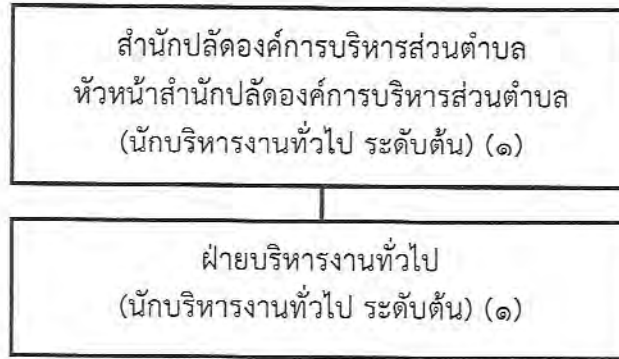 สำนักปลัดองค์การบริหารส่วนตำบล
หัวหน้าสำนักปลัดองค์การบริหารส่วนตำบล
(นักบริหารงานทั่วไป ระดับต้น) (๑)
ฝ่ายบริหารงานทั่วไป
(นักบริหารงานทั่วไป ระดับต้น) (๑)